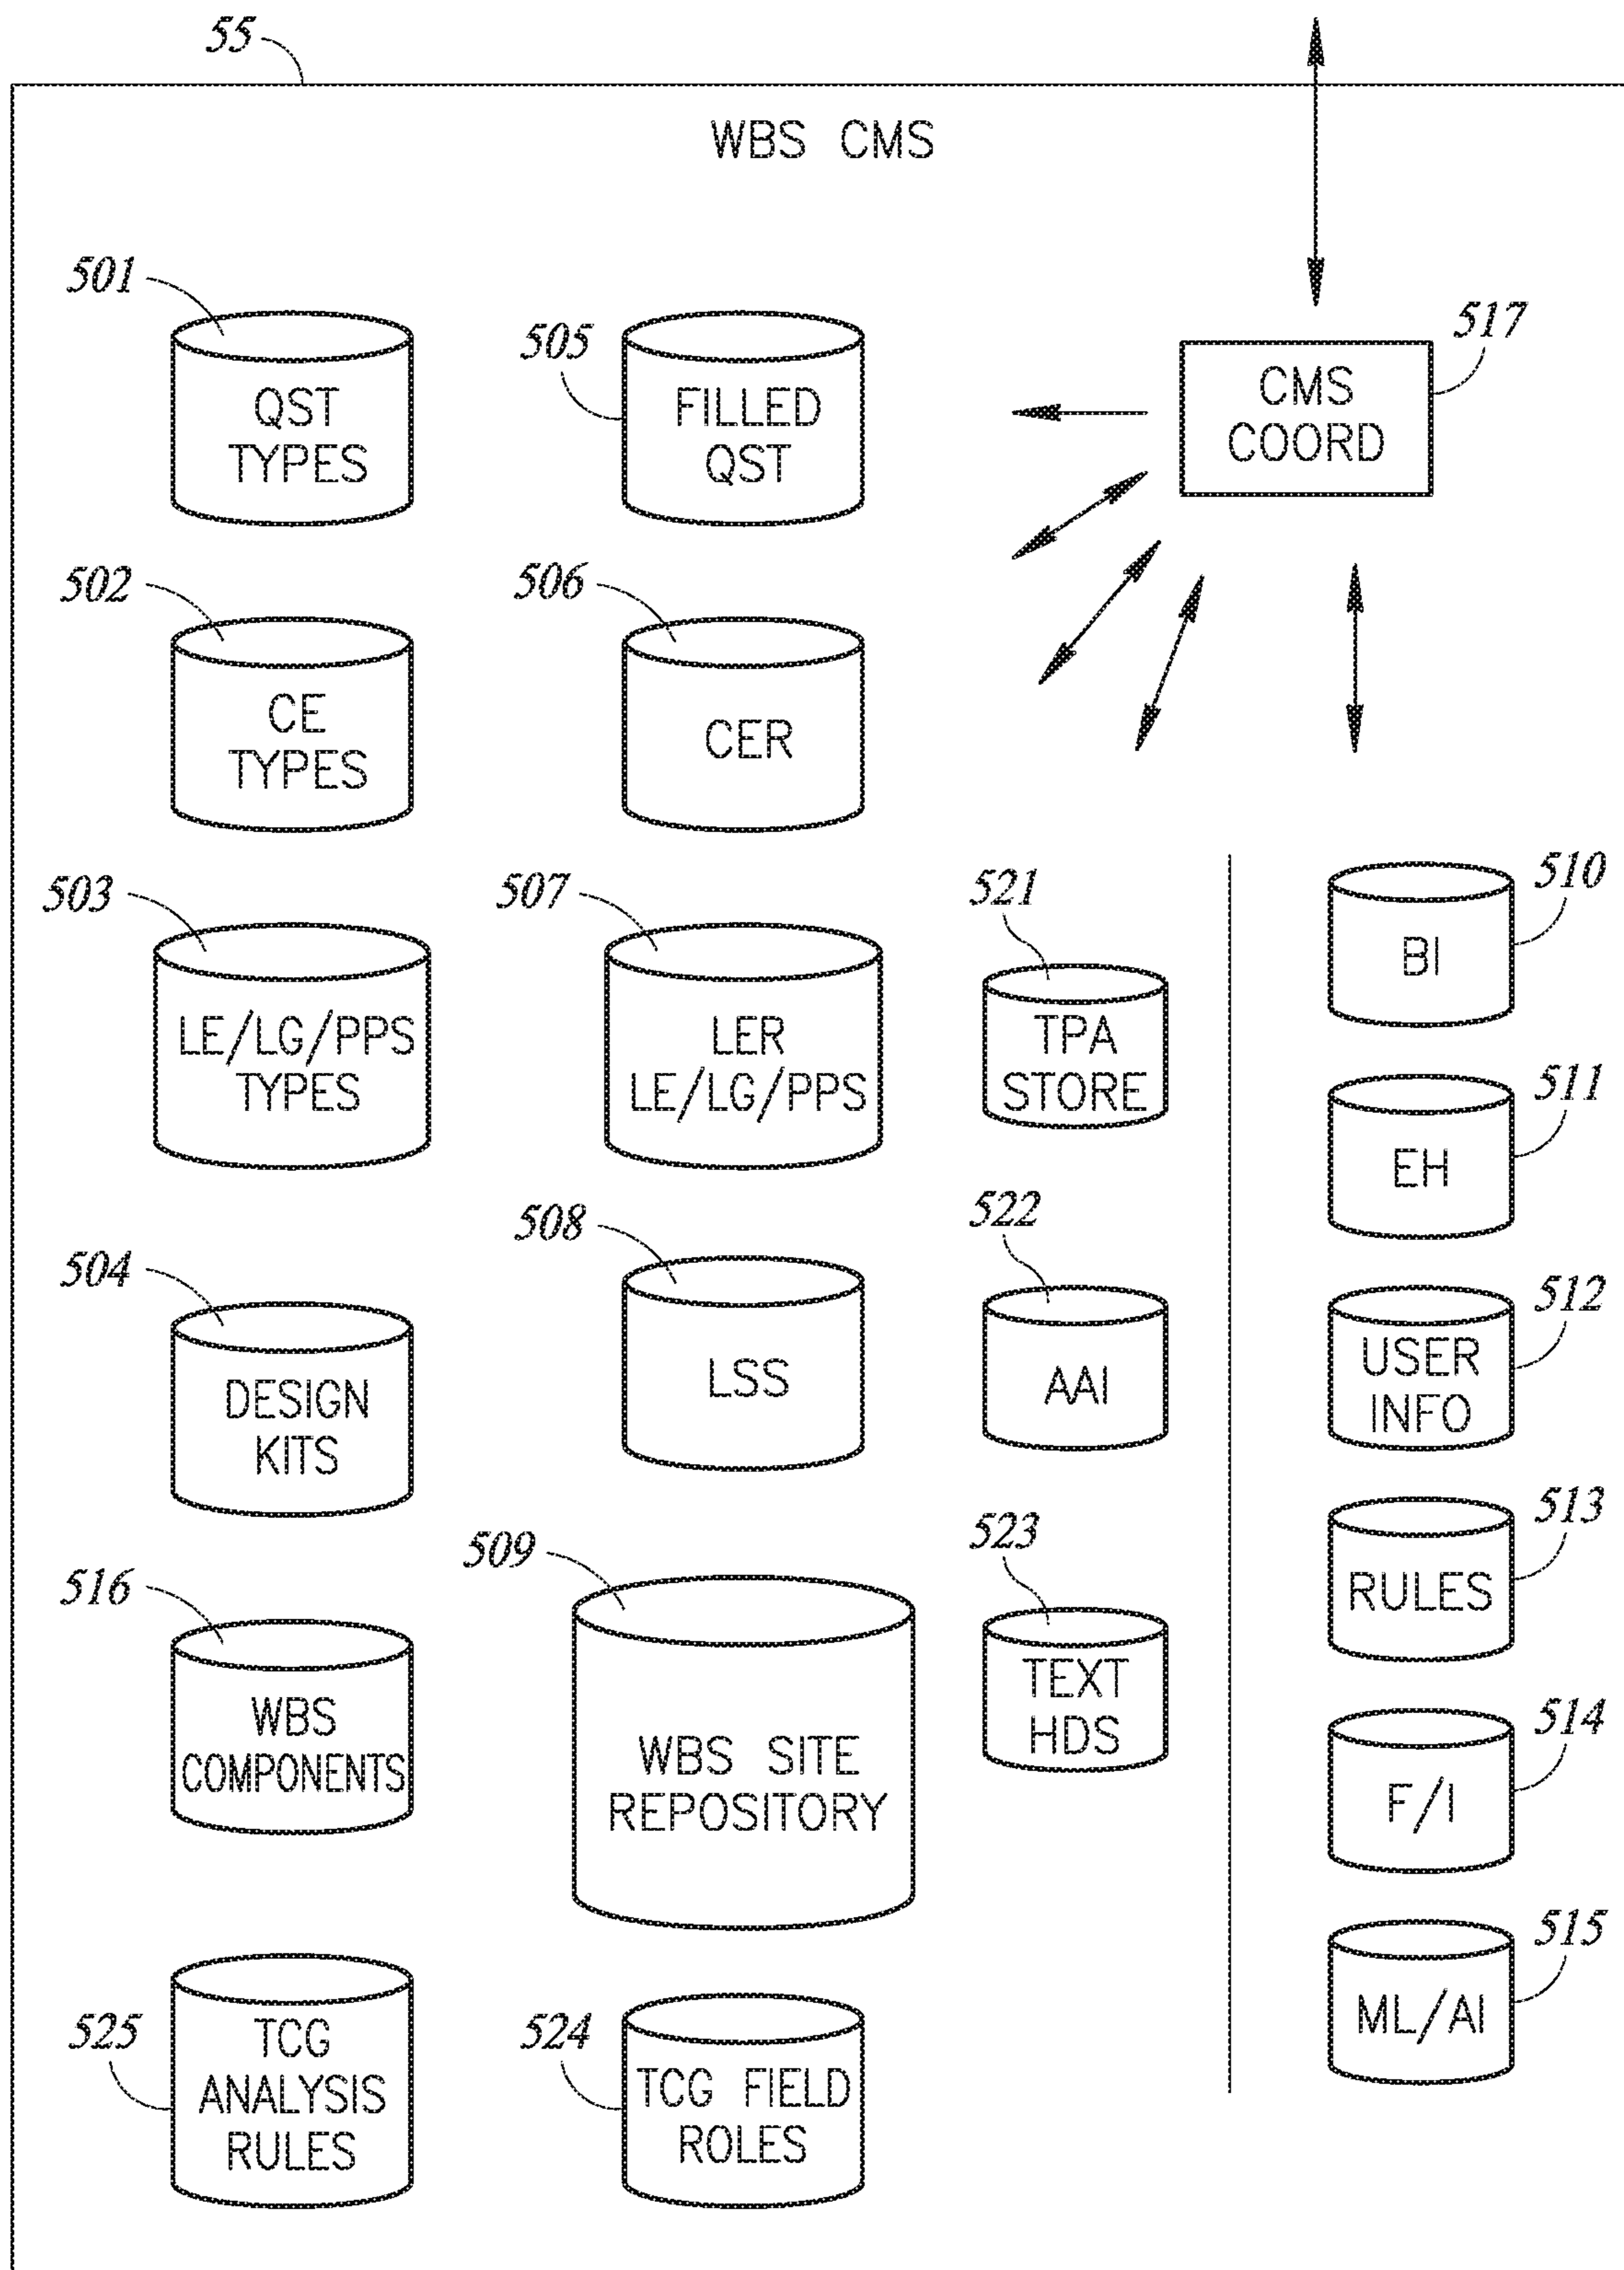 55
WBS CMS
501
QST
TYPES
505
FILLED
QST
517
CMS
COORD
502
CE
TYPES
506
CER
503
LE/LG/PPS
TYPES
507
LER
LE/LG/PPS
521
TPA
STORE
510
BI
511
EH
504
DESIGN
KITS
508
LSS
522
AAI
512
USER
INFO
516
WBS
COMPONENTS
509
WBS SITE
REPOSITORY
523
TEXT
HDS
513
RULES
514
F/I
525
TCG
ANALYSIS
RULES
524
TCG FIELD
ROLES
515
ML/AI